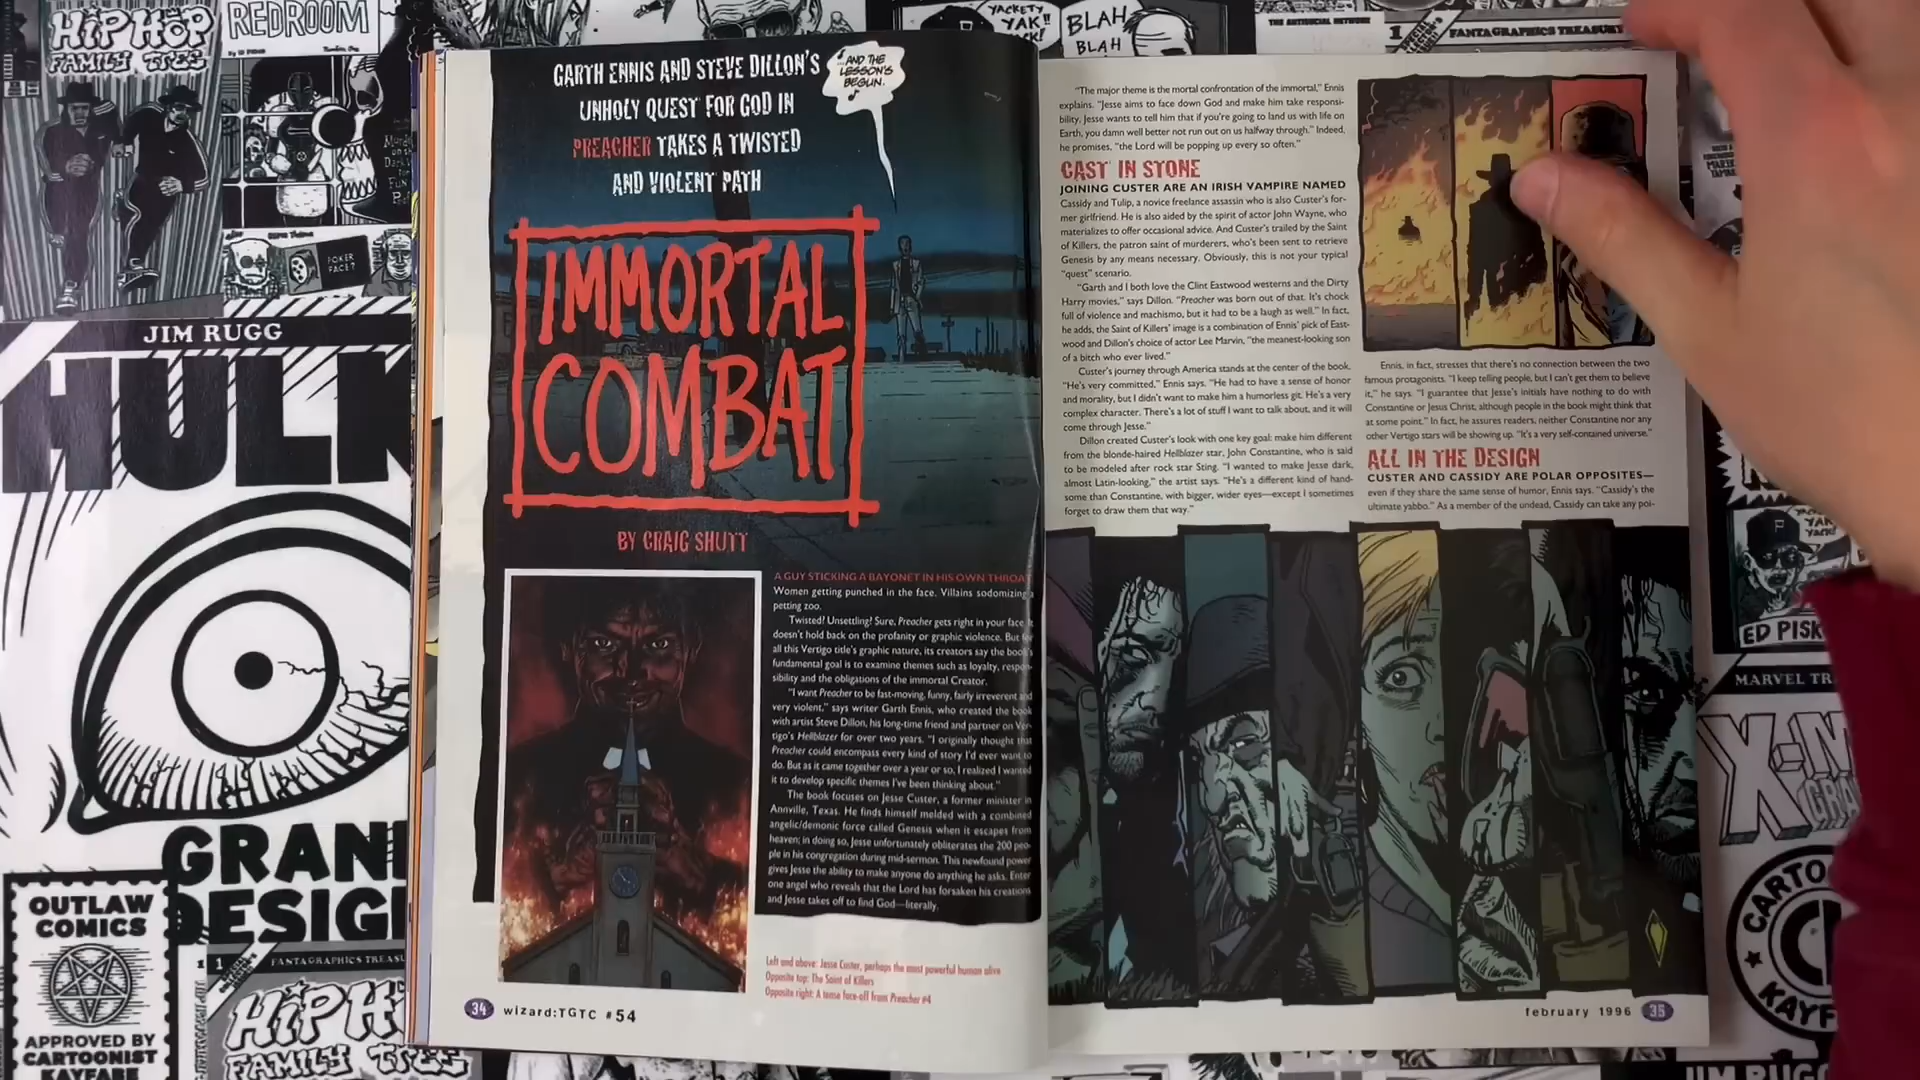 HIP HOP
FAMILY TREE
REDROOM
YACKETY
YAK!!
BLAH
BLAH
1
FANTAGRAPHICS TREASURY
POKER
FACE?
JIM RUGG
HULK
GRAND
DESIGN
OUTLAW
COMICS
APPROVED BY
CARTOONIST
KAYFABE
1
FANTAGRAPHICS TREASU
HIP H
FAMILY TREE
GARTH ENNIS AND STEVE DILLON'S
UNHOLY QUEST FOR GOD IN
PREACHER TAKES A TWISTED
AND VIOLENT PATH
...AND THE
LESSON'S
BEGUN.
IMMORTAL
COMBAT
BY CRAIG SHUTT
A GUY STICKING A BAYONET IN HIS OWN THROAT
Women getting punched in the face. Villains sodomizing a
petting zoo.
Twisted? Unsettling? Sure, Preacher gets right in your face. It
doesn't hold back on the profanity or graphic violence. But for
all this Vertigo title's graphic nature, its creators say the book's
fundamental goal is to examine themes such as loyalty, respon-
sibility and the obligations of the immortal Creator.
"I want Preacher to be fast-moving, funny, fairly irreverent and
very violent," says writer Garth Ennis, who created the book
with artist Steve Dillon, his long-time friend and partner on Ver-
tigo's Hellblazer for over two years. "I originally thought that
Preacher could encompass every kind of story I'd ever want to
do. But as it came together over a year or so, I realized I wanted
it to develop specific themes I've been thinking about."
The book focuses on Jesse Custer, a former minister in
Annville, Texas. He finds himself melded with a combined
angelic/demonic force called Genesis when it escapes from
heaven; in doing so, Jesse unfortunately obliterates the 200 peo-
ple in his congregation during mid-sermon. This newfound power
gives Jesse the ability to make anyone do anything he asks. Enter
one angel who reveals that the Lord has forsaken his creations
and Jesse takes off to find God—literally.
Left and above: Jesse Custer, perhaps the most powerful human alive
Opposite top: The Saint of Killers
Opposite right: A tense face-off from Preacher #4
34 wizard:TGTC #54
"The major theme is the mortal confrontation of the immortal," Ennis
explains. "Jesse aims to face down God and make him take responsi-
bility. Jesse wants to tell him that if you're going to land us with life on
Earth, you damn well better not run out on us halfway through." Indeed,
he promises, "the Lord will be popping up every so often."
CAST IN STONE
JOINING CUSTER ARE AN IRISH VAMPIRE NAMED
Cassidy and Tulip, a novice freelance assassin who is also Custer's for-
mer girlfriend. He is also aided by the spirit of actor John Wayne, who
materializes to offer occasional advice. And Custer's trailed by the Saint
of Killers, the patron saint of murderers, who's been sent to retrieve
Genesis by any means necessary. Obviously, this is not your typical
"quest" scenario.
"Garth and I both love the Clint Eastwood westerns and the Dirty
Harry movies," says Dillon. "Preacher was born out of that. It's chock
full of violence and machismo, but it had to be a laugh as well." In fact,
he adds, the Saint of Killers' image is a combination of Ennis' pick of East-
wood and Dillon's choice of actor Lee Marvin, "the meanest-looking son
of a bitch who ever lived."
Custer's journey through America stands at the center of the book.
"He's very committed," Ennis says. "He had to have a sense of honor
and morality, but I didn't want to make him a humorless git. He's a very
complex character. There's a lot of stuff I want to talk about, and it will
come through Jesse."
Dillon created Custer's look with one key goal: make him different
from the blonde-haired Hellblazer star, John Constantine, who is said
to be modeled after rock star Sting. "I wanted to make Jesse dark,
almost Latin-looking," the artist says. "He's a different kind of hand-
some than Constantine, with bigger, wider eyes—except I sometimes
forget to draw them that way."
Ennis, in fact, stresses that there's no connection between the two
famous protagonists. "I keep telling people, but I can't get them to believe
it," he says. "I guarantee that Jesse's initials have nothing to do with
Constantine or Jesus Christ, although people in the book might think that
at some point." In fact, he assures readers, neither Constantine nor any
other Vertigo stars will be showing up. "It's a very self-contained universe."
ALL IN THE DESIGN
CUSTER AND CASSIDY ARE POLAR OPPOSITES—
even if they share the same sense of humor, Ennis says. "Cassidy's the
ultimate yabbo." As a member of the undead, Cassidy can take any poi-
february 1996 35
ED PISK
MARVEL TR
X-M
GRA
CARTO
KAYF
JIM RUGG